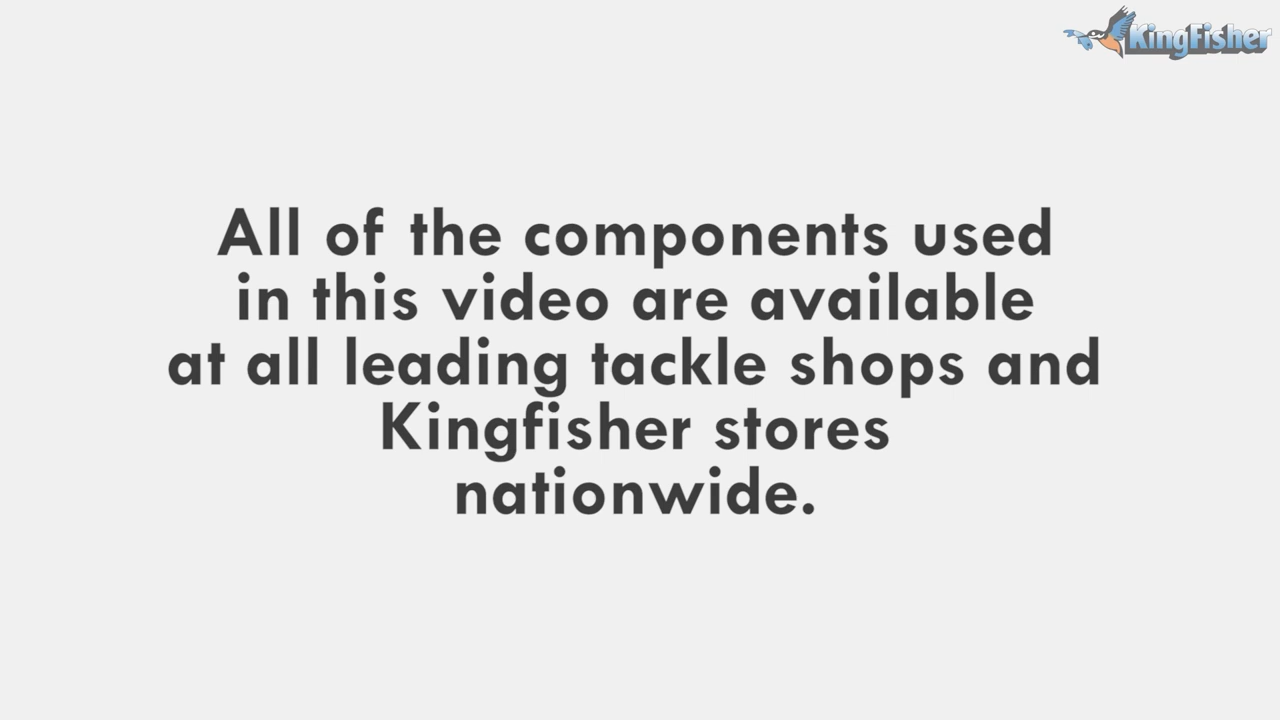 KingFisher
All of the components used
in this video are available
at all leading tackle shops and
Kingfisher stores
nationwide.